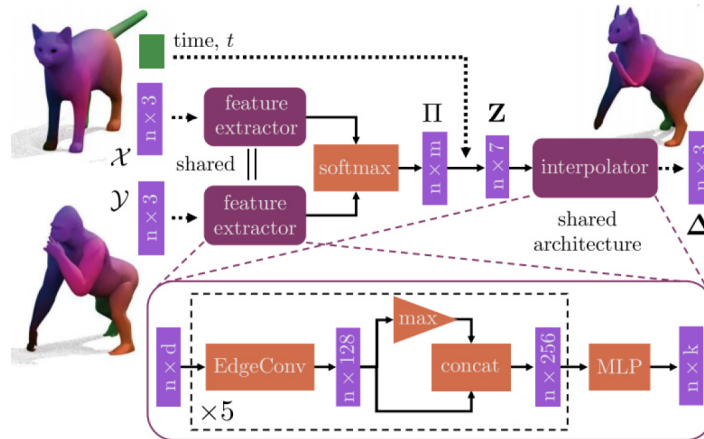 time, t
n × 3
feature
extractor
𝒳
shared
𝒴
n × 3
feature
extractor
softmax
Π
n × m
Z
n × 7
interpolator
n × 3
Δ
shared
architecture
n × d
EdgeConv
×5
n × 128
max
concat
n × 256
MLP
n × k